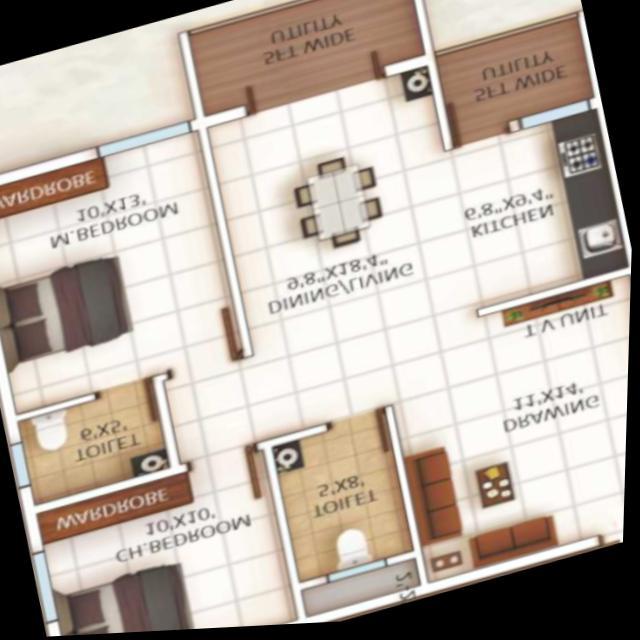 5FT WIDE
UTILITY
5FT WIDE
UTILITY
ARDROBE
M.BEDROOM
10'X13'
KITCHEN
6'8"X9'4"
DINING/LIVING
9'8"X18'4"
T.V UNIT
DRAWING
11'X14'
TOILET
6'X5'
WARDROBE
TOILET
5'X8'
CH.BEDROOM
10'X10'